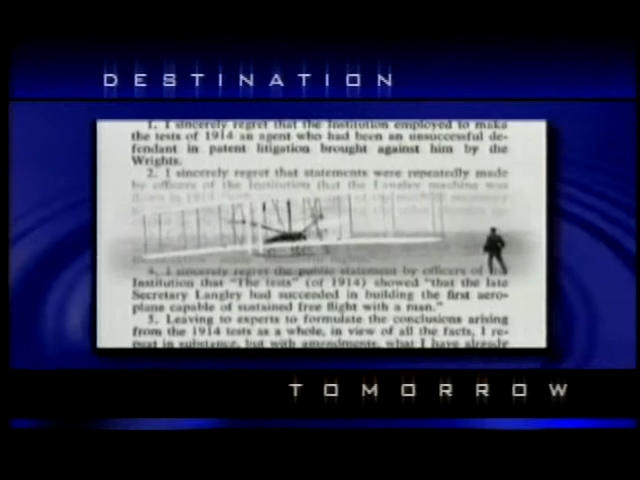 DESTINATION
1. I sincerely regret that the Institution employed to make
the tests of 1914 an agent who had been an unsuccessful de-
fendant in patent litigation brought against him by the
Wrights.
2. I sincerely regret that statements were repeatedly made
by officers of the Institution that the Langley machine was
4. I sincerely regret the public statement by officers of the
Institution that "The tests" (of 1914) showed "that the late
Secretary Langley had succeeded in building the first aero-
plane capable of sustained free flight with a man."
5. Leaving to experts to formulate the conclusions arising
from the 1914 tests as a whole, in view of all the facts, I re-
peat in substance, but with amendments, what I have already
TOMORROW